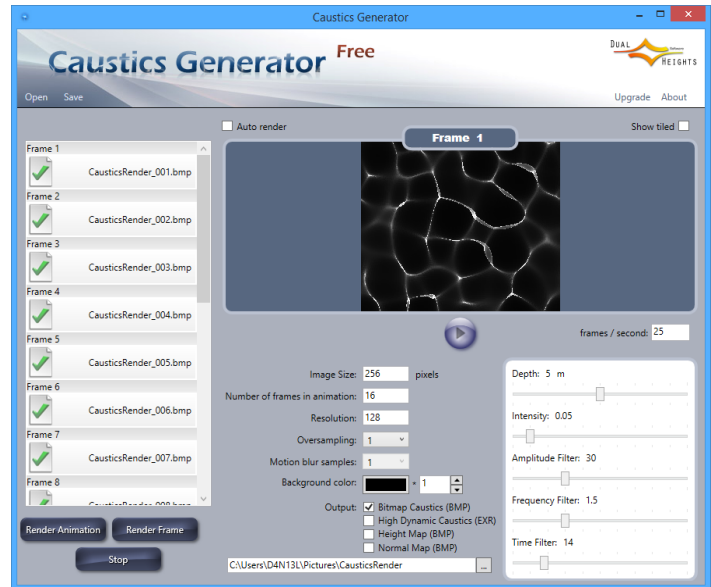 Caustics Generator
Caustics Generator Free
DUAL
Software
HEIGHTS
Open Save
Upgrade About
Auto render
Show tiled
Frame 1
Frame 1
CausticsRender_001.bmp
Frame 2
CausticsRender_002.bmp
Frame 3
CausticsRender_003.bmp
Frame 4
CausticsRender_004.bmp
Frame 5
CausticsRender_005.bmp
Frame 6
CausticsRender_006.bmp
Frame 7
CausticsRender_007.bmp
Frame 8
CausticsRender_008.bmp
Render Animation
Render Frame
Stop
frames / second: 25
Image Size: 256 pixels
Number of frames in animation: 16
Resolution: 128
Oversampling: 1
Motion blur samples: 1
Background color: * 1
Output: Bitmap Caustics (BMP)
High Dynamic Caustics (EXR)
Height Map (BMP)
Normal Map (BMP)
C:\Users\D4N13L\Pictures\CausticsRender ...
Depth: 5 m
Intensity: 0.05
Amplitude Filter: 30
Frequency Filter: 1.5
Time Filter: 14